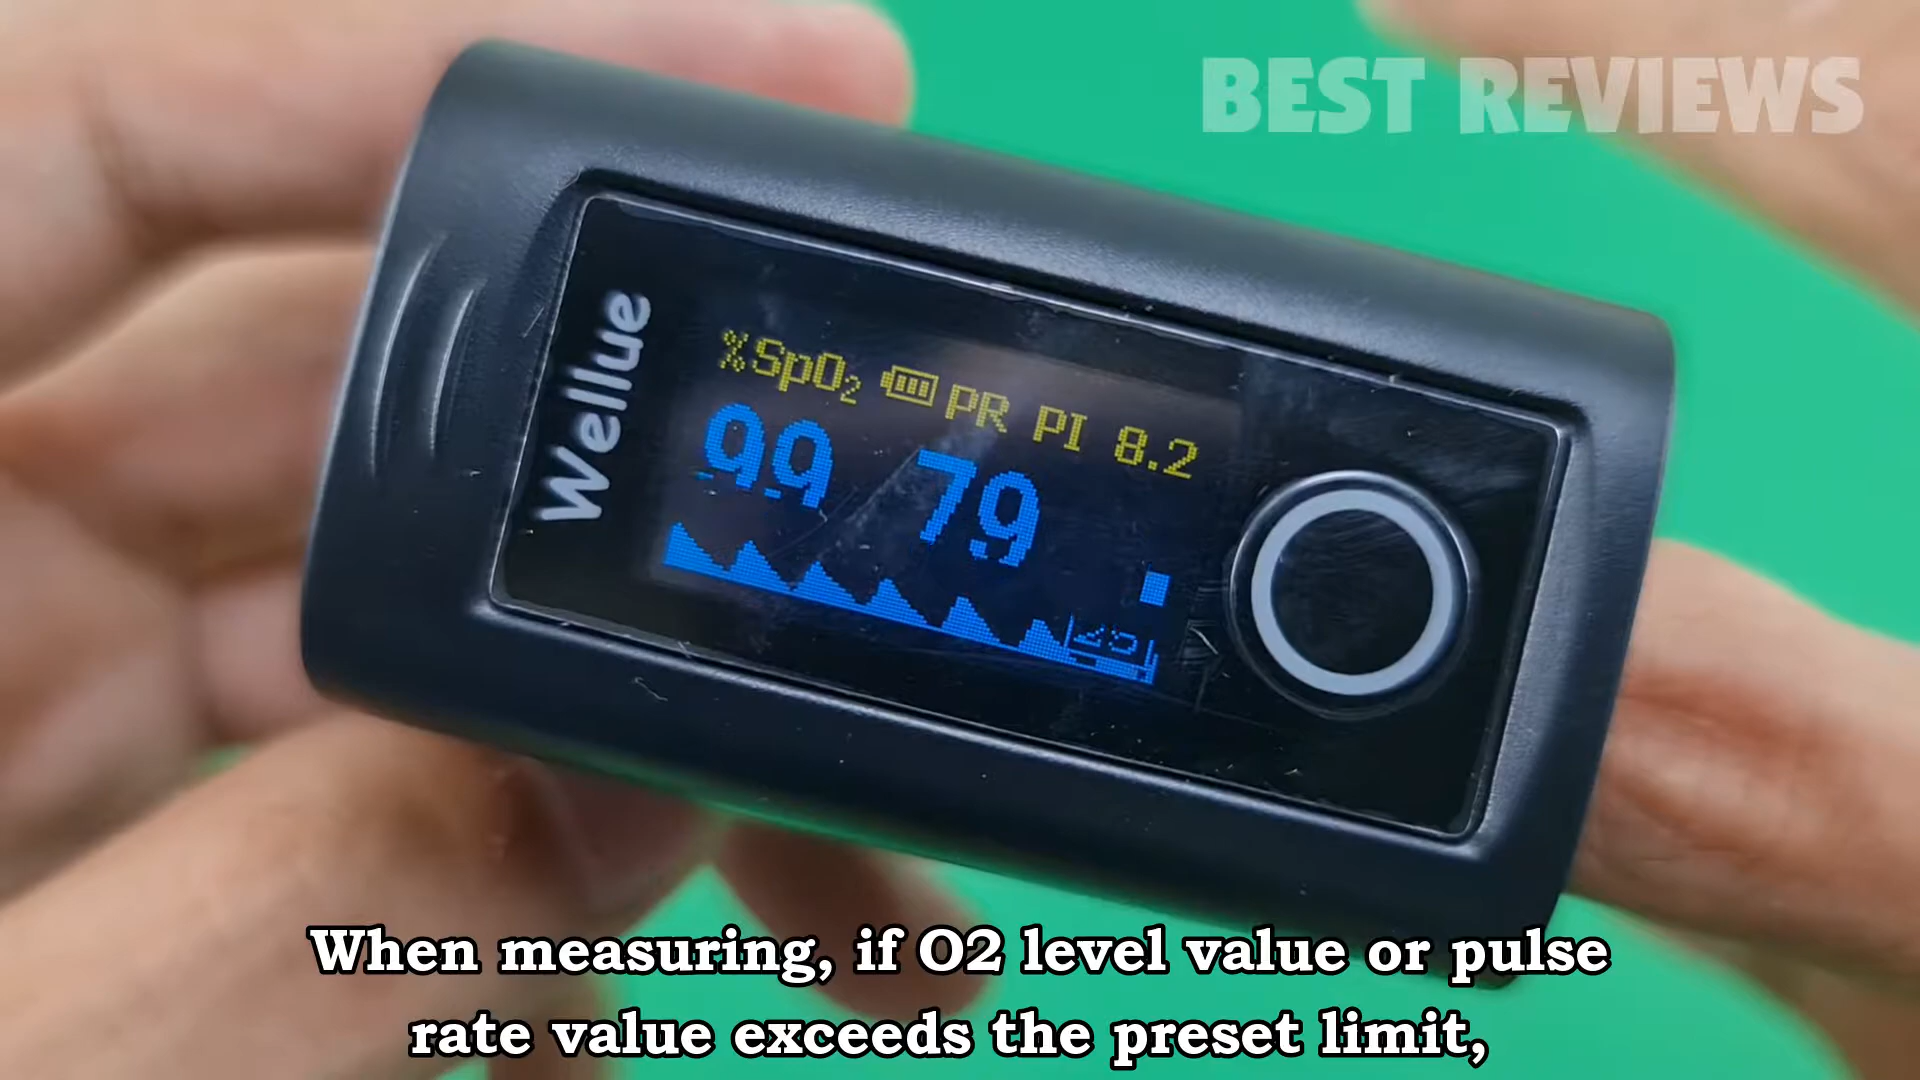 BEST REVIEWS
Wellue
%SpO₂ PR PI 8.2
99 79
When measuring, if O2 level value or pulse
rate value exceeds the preset limit,